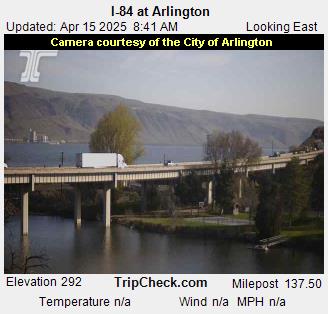 I-84 at Arlington
Updated: Apr 15 2025 8:41 AM Looking East
Camera courtesy of the City of Arlington
Elevation 292 TripCheck.com Milepost 137.50
Temperature n/a Wind n/a MPH n/a